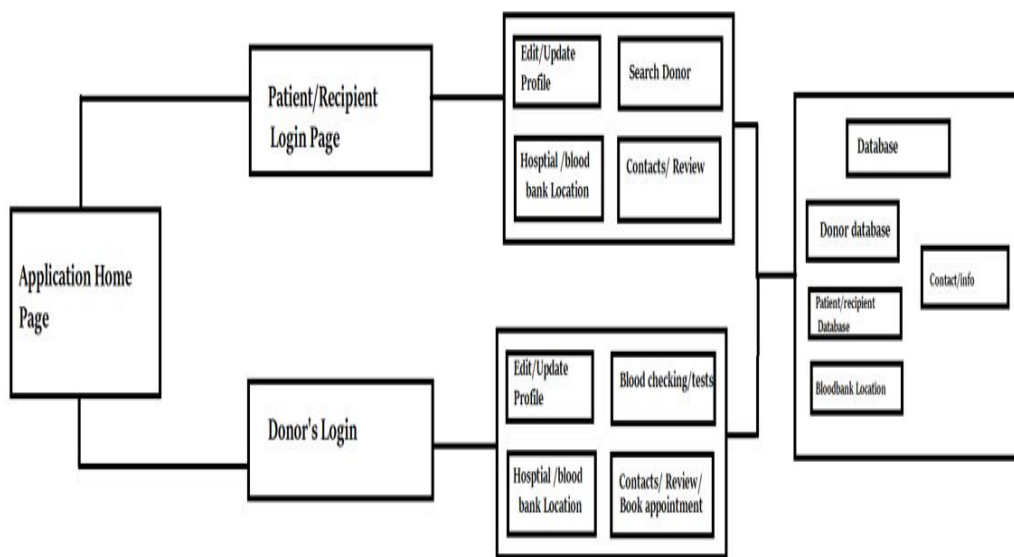 Application Home
Page
Patient/Recipient
Login Page
Donor's Login
Edit/Update
Profile
Search Donor
Hosptial /blood
bank Location
Contacts/ Review
Edit/Update
Profile
Blood checking/tests
Hosptial /blood
bank Location
Contacts/ Review/
Book appointment
Database
Donor database
Contact/info
Patient/recipient
Database
Bloodbank Location